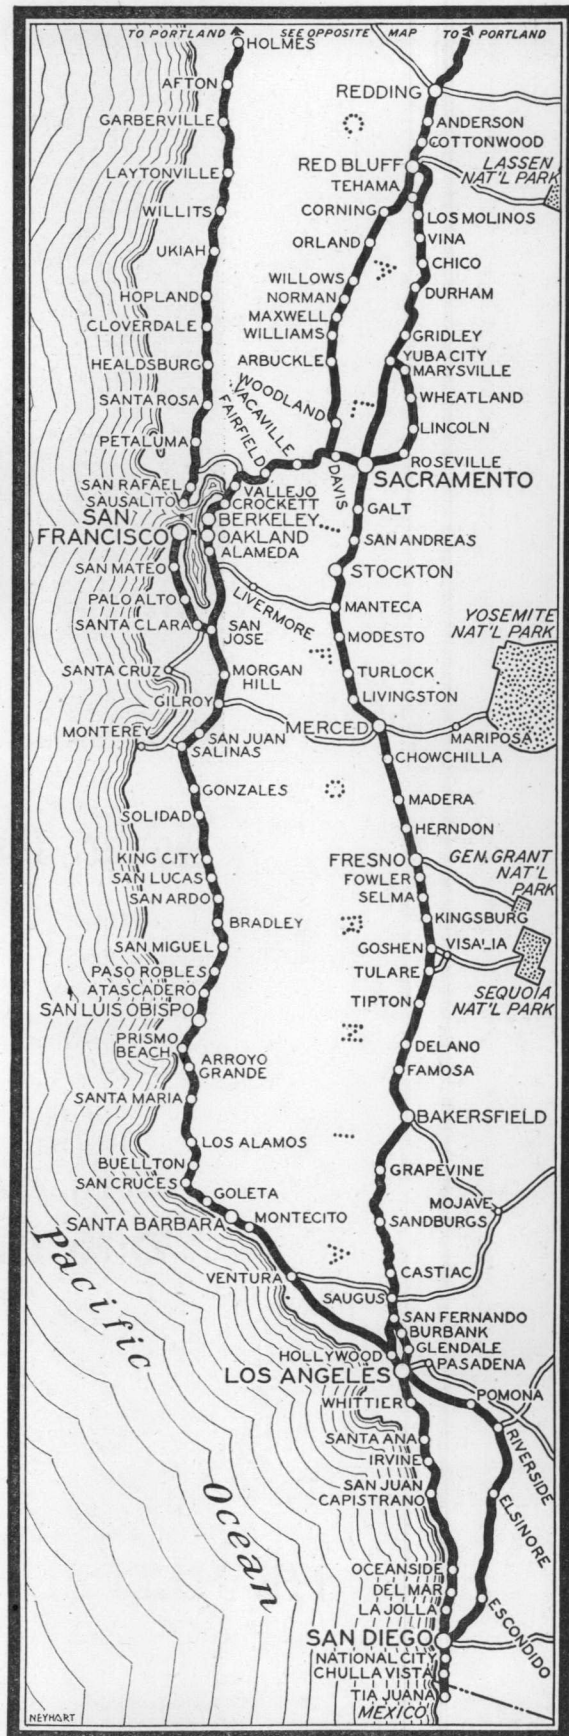 TO PORTLAND SEE OPPOSITE MAP TO PORTLAND
HOLMES
AFTON
REDDING
GARBERVILLE
ANDERSON
COTTONWOOD
LAYTONVILLE
RED BLUFF
LASSEN
NAT'L PARK
TEHAMA
WILLITS
CORNING
LOS MOLINOS
ORLAND
VINA
UKIAH
CHICO
WILLOWS
DURHAM
HOPLAND
NORMAN
MAXWELL
CLOVERDALE
WILLIAMS
GRIDLEY
HEALDSBURG
ARBUCKLE
YUBA CITY
MARYSVILLE
SANTA ROSA
WOODLAND
WHEATLAND
VACAVILLE
FAIRFIELD
LINCOLN
PETALUMA
ROSEVILLE
DAVIS
SACRAMENTO
SAN RAFAEL
VALLEJO
SAUSALITO
CROCKETT
GALT
SAN
FRANCISCO
BERKELEY
OAKLAND
ALAMEDA
SAN ANDREAS
SAN MATEO
STOCKTON
PALO ALTO
LIVERMORE
MANTECA
YOSEMITE
NAT'L PARK
SANTA CLARA
SAN
JOSE
MODESTO
SANTA CRUZ
MORGAN
HILL
TURLOCK
GILROY
LIVINGSTON
MONTEREY
MERCED
MARIPOSA
SAN JUAN
SALINAS
CHOWCHILLA
GONZALES
SOLIDAD
MADERA
HERNDON
KING CITY
FRESNO
GEN. GRANT
NAT'L
PARK
SAN LUCAS
FOWLER
SAN ARDO
SELMA
BRADLEY
KINGSBURG
SAN MIGUEL
GOSHEN
VISALIA
PASO ROBLES
TULARE
ATASCADERO
SEQUOIA
NAT'L PARK
SAN LUIS OBISPO
TIPTON
PRISMO
BEACH
DELANO
ARROYO
GRANDE
FAMOSA
SANTA MARIA
BAKERSFIELD
LOS ALAMOS
BUELLTON
GRAPEVINE
SAN CRUCES
GOLETA
MOJAVE
SANTA BARBARA
MONTECITO
SANDBURGS
Pacific
VENTURA
CASTIAC
SAUGUS
SAN FERNANDO
BURBANK
HOLLYWOOD
GLENDALE
LOS ANGELES
PASADENA
WHITTIER
POMONA
SANTA ANA
RIVERSIDE
IRVINE
Ocean
SAN JUAN
CAPISTRANO
ELSINORE
OCEANSIDE
DEL MAR
LA JOLLA
ESCONDIDO
SAN DIEGO
NATIONAL CITY
CHULLA VISTA
TIA JUANA
MEXICO
NEYHART